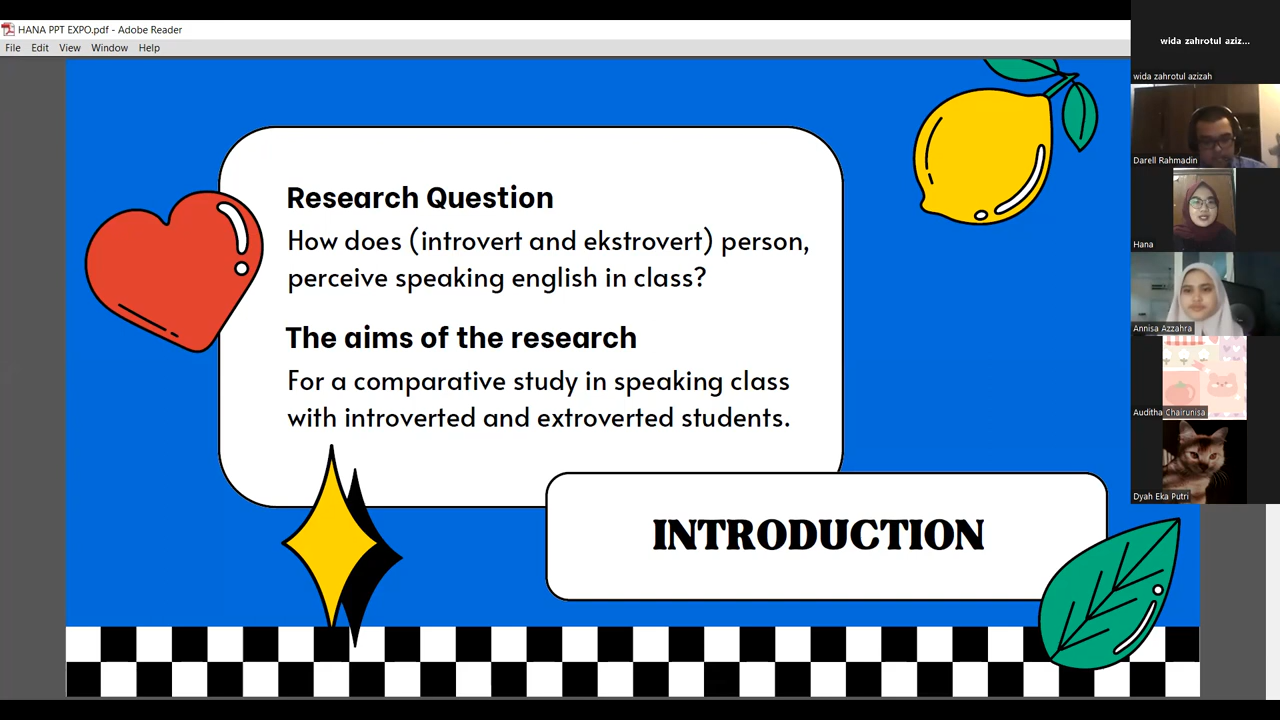 HANA PPT EXPO.pdf - Adobe Reader
File Edit View Window Help
Research Question
How does (introvert and ekstrovert) person,
perceive speaking english in class?
The aims of the research
For a comparative study in speaking class
with introverted and extroverted students.
INTRODUCTION
wida zahrotul aziz...
wida zahrotul azizah
Darell Rahmadin
Hana
Annisa Azzahra
Auditha Chairunisa
Dyah Eka Putri